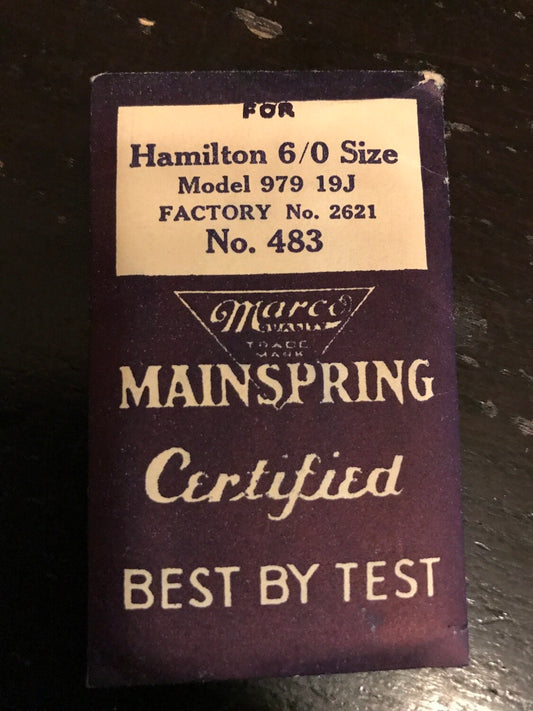 FOR
Hamilton 6/0 Size
Model 979 19J
FACTORY No. 2621
No. 483
Marco
QUALITY
TRADE
MARK
MAINSPRING
Certified
BEST BY TEST